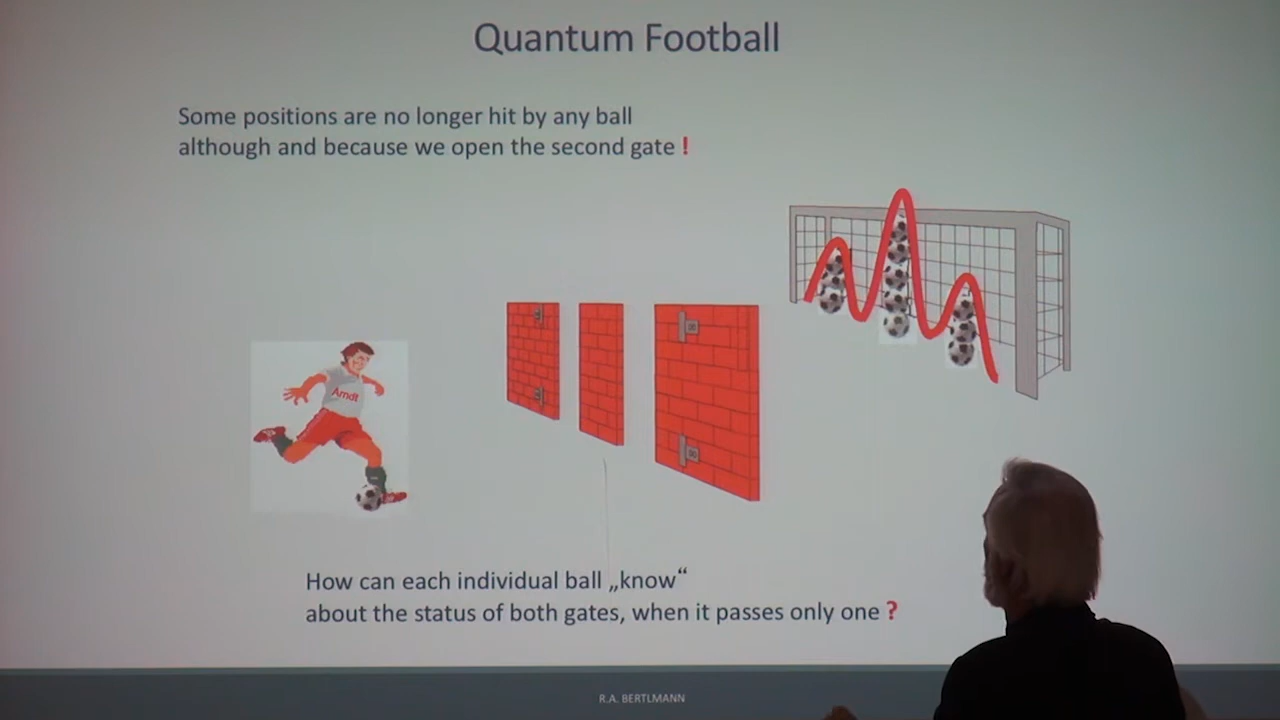 Quantum Football
Some positions are no longer hit by any ball
although and because we open the second gate !
Arndt
How can each individual ball „know“
about the status of both gates, when it passes only one ?
R.A. BERTLMANN